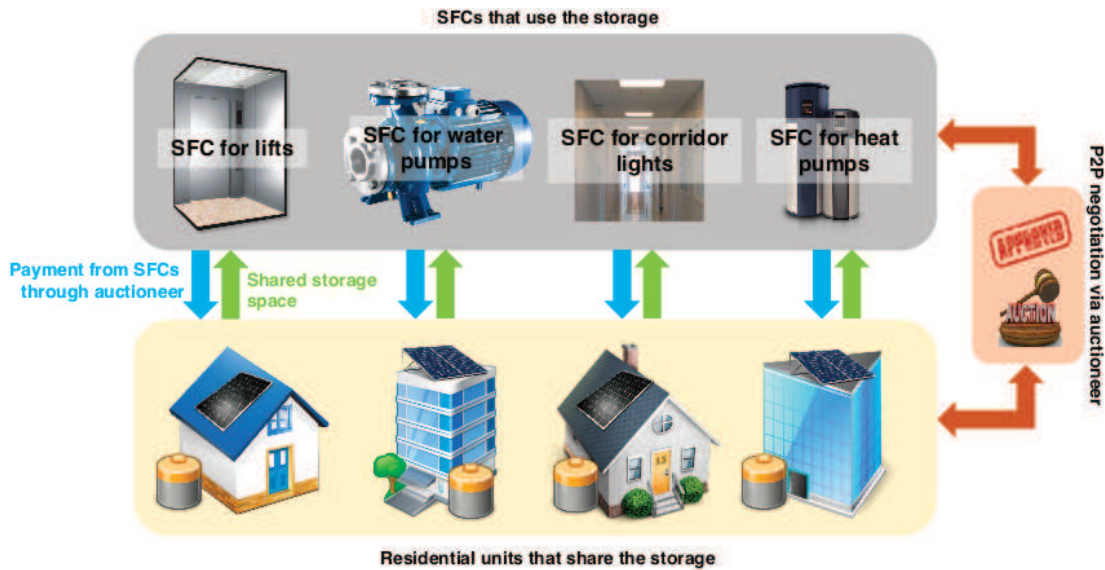 SFCs that use the storage
SFC for lifts
SFC for water
pumps
SFC for corridor
lights
SFC for heat
pumps
Payment from SFCs
through auctioneer
Shared storage
space
P2P negotiation via auctioneer
APPROVED
AUCTION
13
Residential units that share the storage